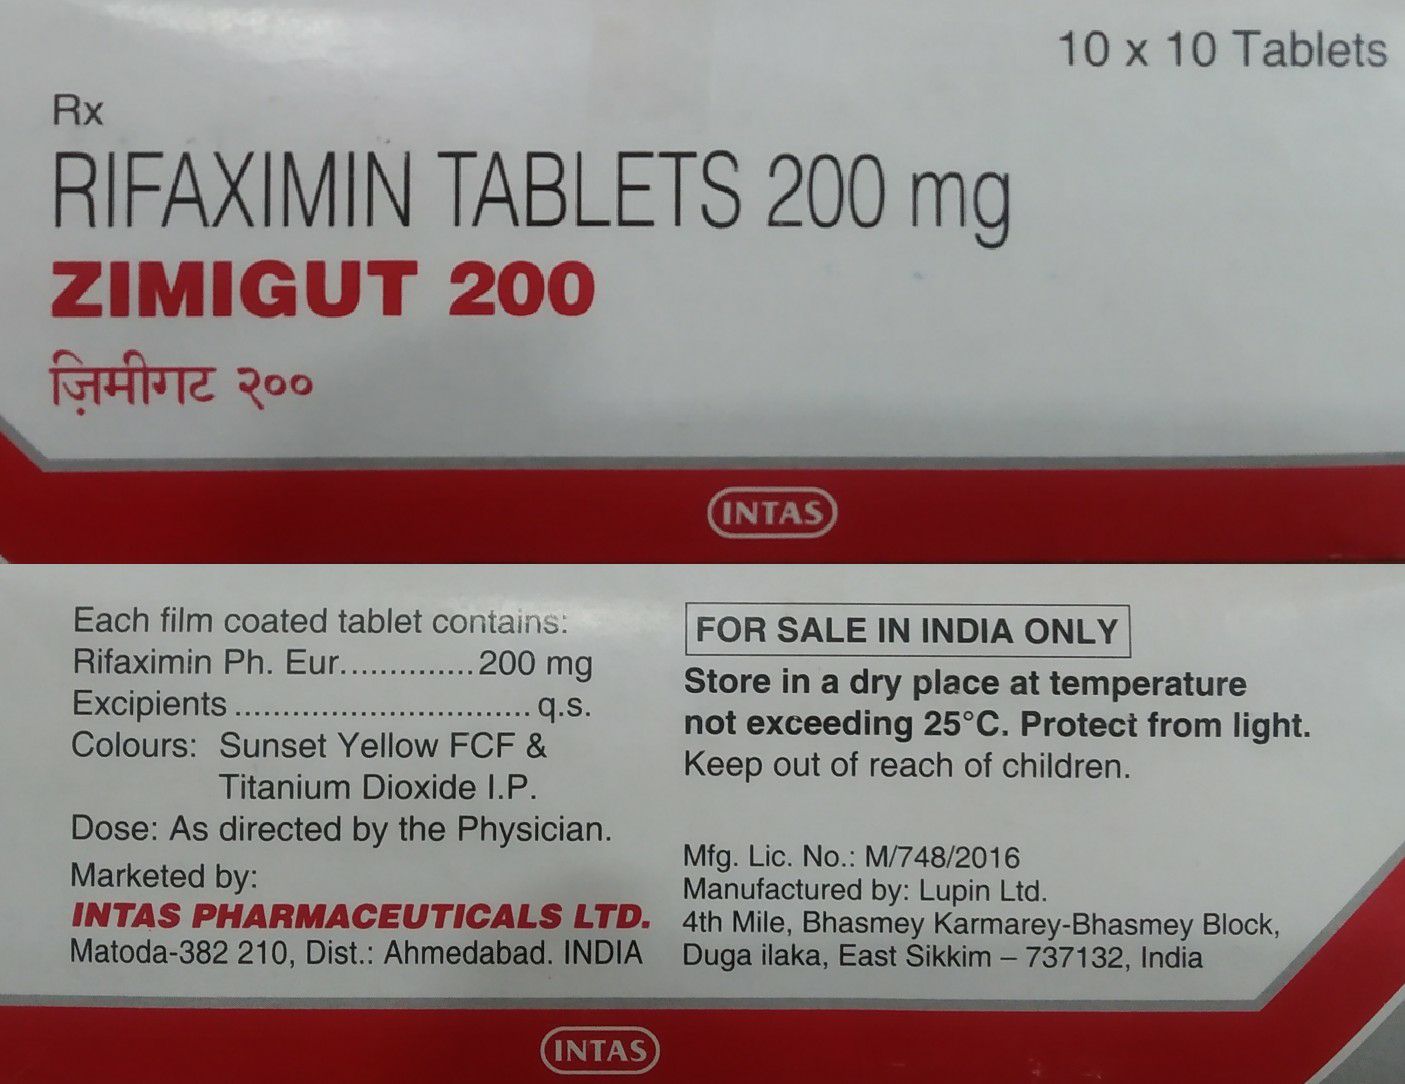 10 x 10 Tablets
Rx
RIFAXIMIN TABLETS 200 mg
ZIMIGUT 200
ज़िमीगट २००
INTAS
Each film coated tablet contains:
Rifaximin Ph. Eur..............200 mg
Excipients............................... q.s.
Colours: Sunset Yellow FCF &
Titanium Dioxide I.P.
Dose: As directed by the Physician.
Marketed by:
INTAS PHARMACEUTICALS LTD.
Matoda-382 210, Dist.: Ahmedabad. INDIA
FOR SALE IN INDIA ONLY
Store in a dry place at temperature
not exceeding 25°C. Protect from light.
Keep out of reach of children.
Mfg. Lic. No.: M/748/2016
Manufactured by: Lupin Ltd.
4th Mile, Bhasmey Karmarey-Bhasmey Block,
Duga ilaka, East Sikkim – 737132, India
INTAS